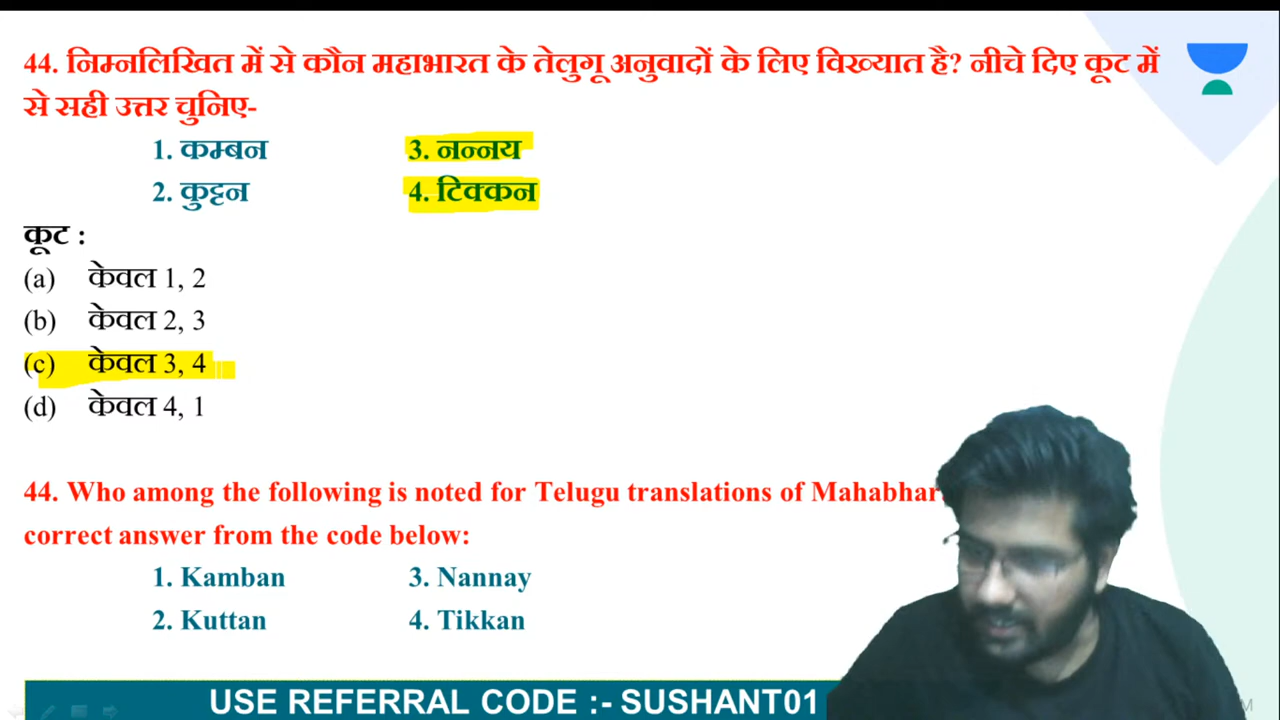 44. निम्नलिखित में से कौन महाभारत के तेलुगू अनुवादों के लिए विख्यात है? नीचे दिए कूट में
से सही उत्तर चुनिए-
1. कम्बन 3. नन्नय
2. कुट्टन 4. टिक्कन
कूट :
(a) केवल 1, 2
(b) केवल 2, 3
(c) केवल 3, 4
(d) केवल 4, 1
44. Who among the following is noted for Telugu translations of
correct answer from the code below:
1. Kamban 3. Nannay
2. Kuttan 4. Tikkan
USE REFERRAL CODE :- SUSHANT01